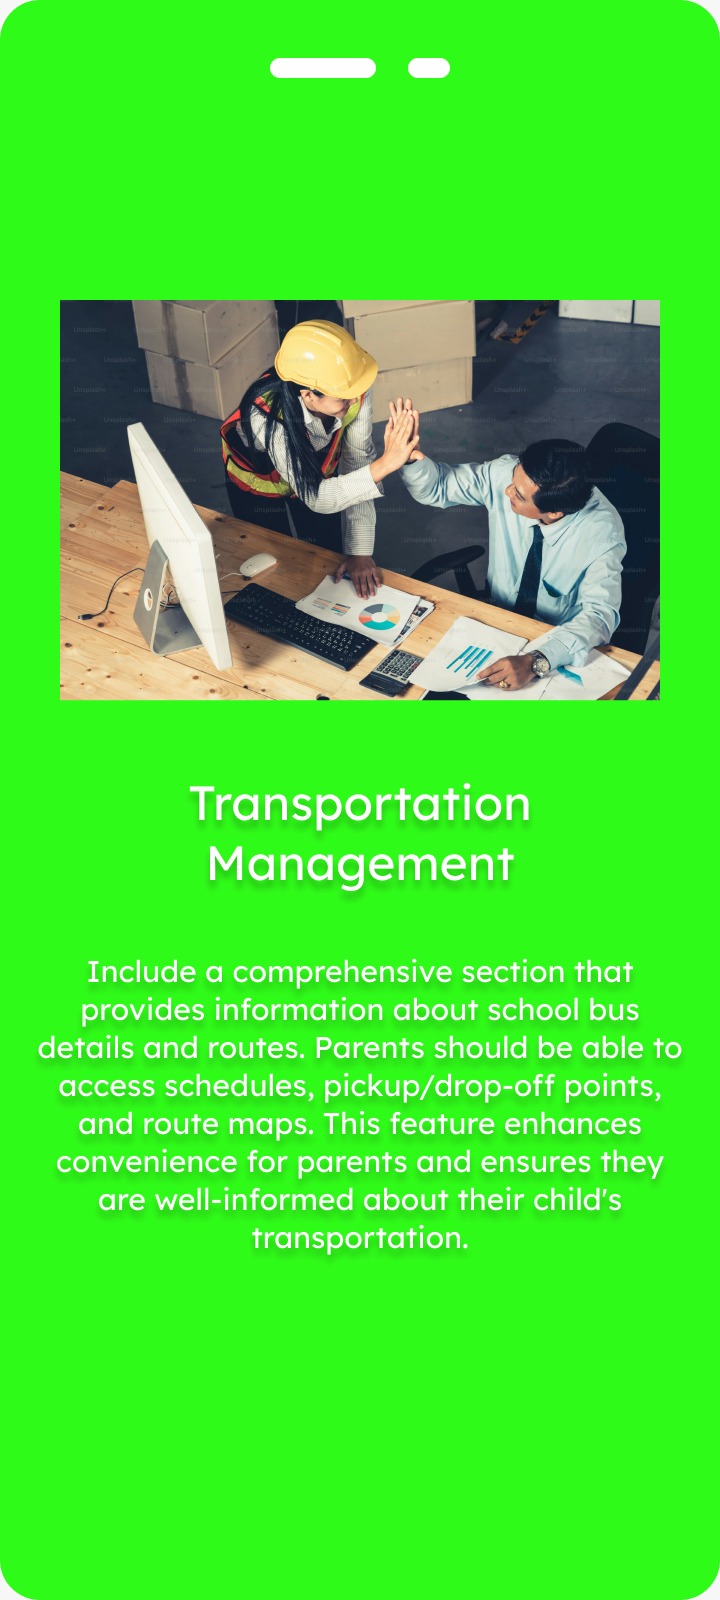 Transportation
Management
Include a comprehensive section that
provides information about school bus
details and routes. Parents should be able to
access schedules, pickup/drop-off points,
and route maps. This feature enhances
convenience for parents and ensures they
are well-informed about their child's
transportation.